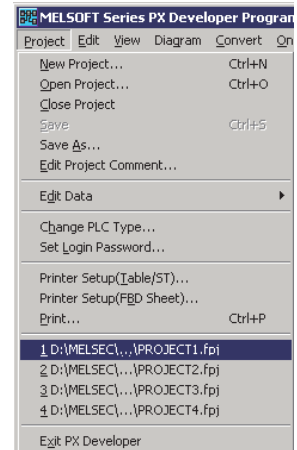 MELSOFT Series PX Developer Progran
Project Edit View Diagram Convert On
New Project... Ctrl+N
Open Project... Ctrl+O
Close Project
Save Ctrl+S
Save As...
Edit Project Comment...
Edit Data
Change PLC Type...
Set Login Password...
Printer Setup(Table/ST)...
Printer Setup(FBD Sheet)...
Print... Ctrl+P
1 D:\MELSEC\...\PROJECT1.fpj
2 D:\MELSEC\...\PROJECT2.fpj
3 D:\MELSEC\...\PROJECT3.fpj
4 D:\MELSEC\...\PROJECT4.fpj
Exit PX Developer